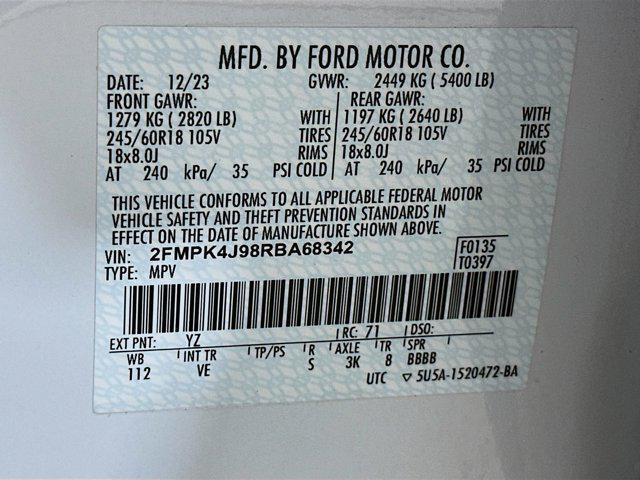 MFD. BY FORD MOTOR CO.
DATE: 12/23 GVWR: 2449 KG ( 5400 LB)
FRONT GAWR: REAR GAWR:
1279 KG ( 2820 LB) WITH 1197 KG ( 2640 LB) WITH
245/60R18 105V TIRES 245/60R18 105V TIRES
18x8.0J RIMS 18x8.0J RIMS
AT 240 kPa/ 35 PSI COLD AT 240 kPa/ 35 PSI COLD
THIS VEHICLE CONFORMS TO ALL APPLICABLE FEDERAL MOTOR
VEHICLE SAFETY AND THEFT PREVENTION STANDARDS IN
EFFECT ON THE DATE OF MANUFACTURE SHOWN ABOVE.
VIN: 2FMPK4J98RBA68342 F0135
TYPE: MPV T0397
EXT PNT: YZ RC: 71 DSO:
WB INT TR TP/PS R AXLE TR SPR
112 VE S 3K 8 BBBB
UTC ▽ 5U5A-1520472-BA